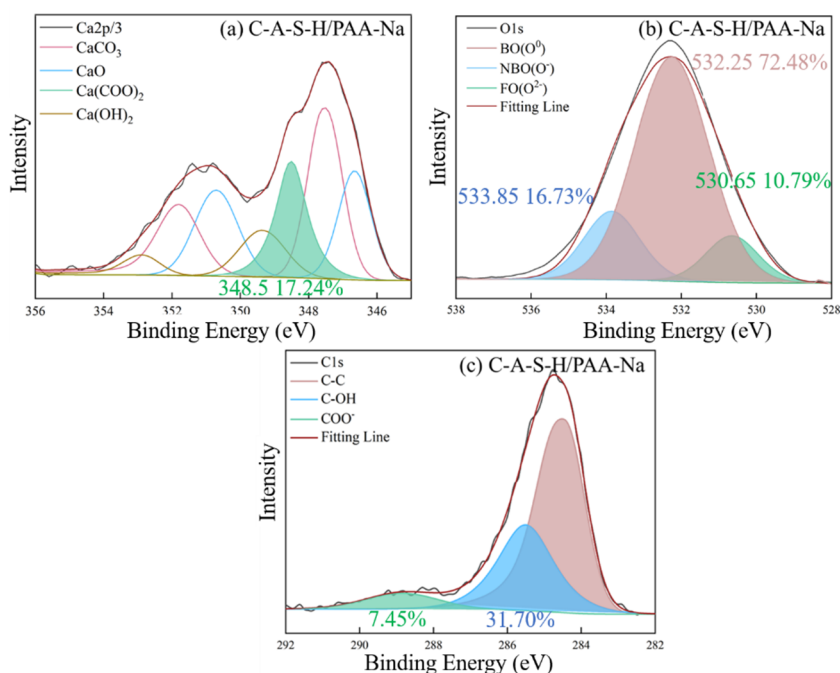 Ca2p/3
CaCO₃
CaO
Ca(COO)₂
Ca(OH)₂
(a) C-A-S-H/PAA-Na
348.5 17.24%
Intensity
356 354 352 350 348 346
Binding Energy (eV)
O1s
BO(O⁰)
NBO(O⁻)
FO(O²⁻)
Fitting Line
(b) C-A-S-H/PAA-Na
532.25 72.48%
533.85 16.73%
530.65 10.79%
Intensity
538 536 534 532 530 528
Binding Energy (eV)
C1s
C-C
C-OH
COO⁻
Fitting Line
(c) C-A-S-H/PAA-Na
7.45% 31.70%
Intensity
292 290 288 286 284 282
Binding Energy (eV)